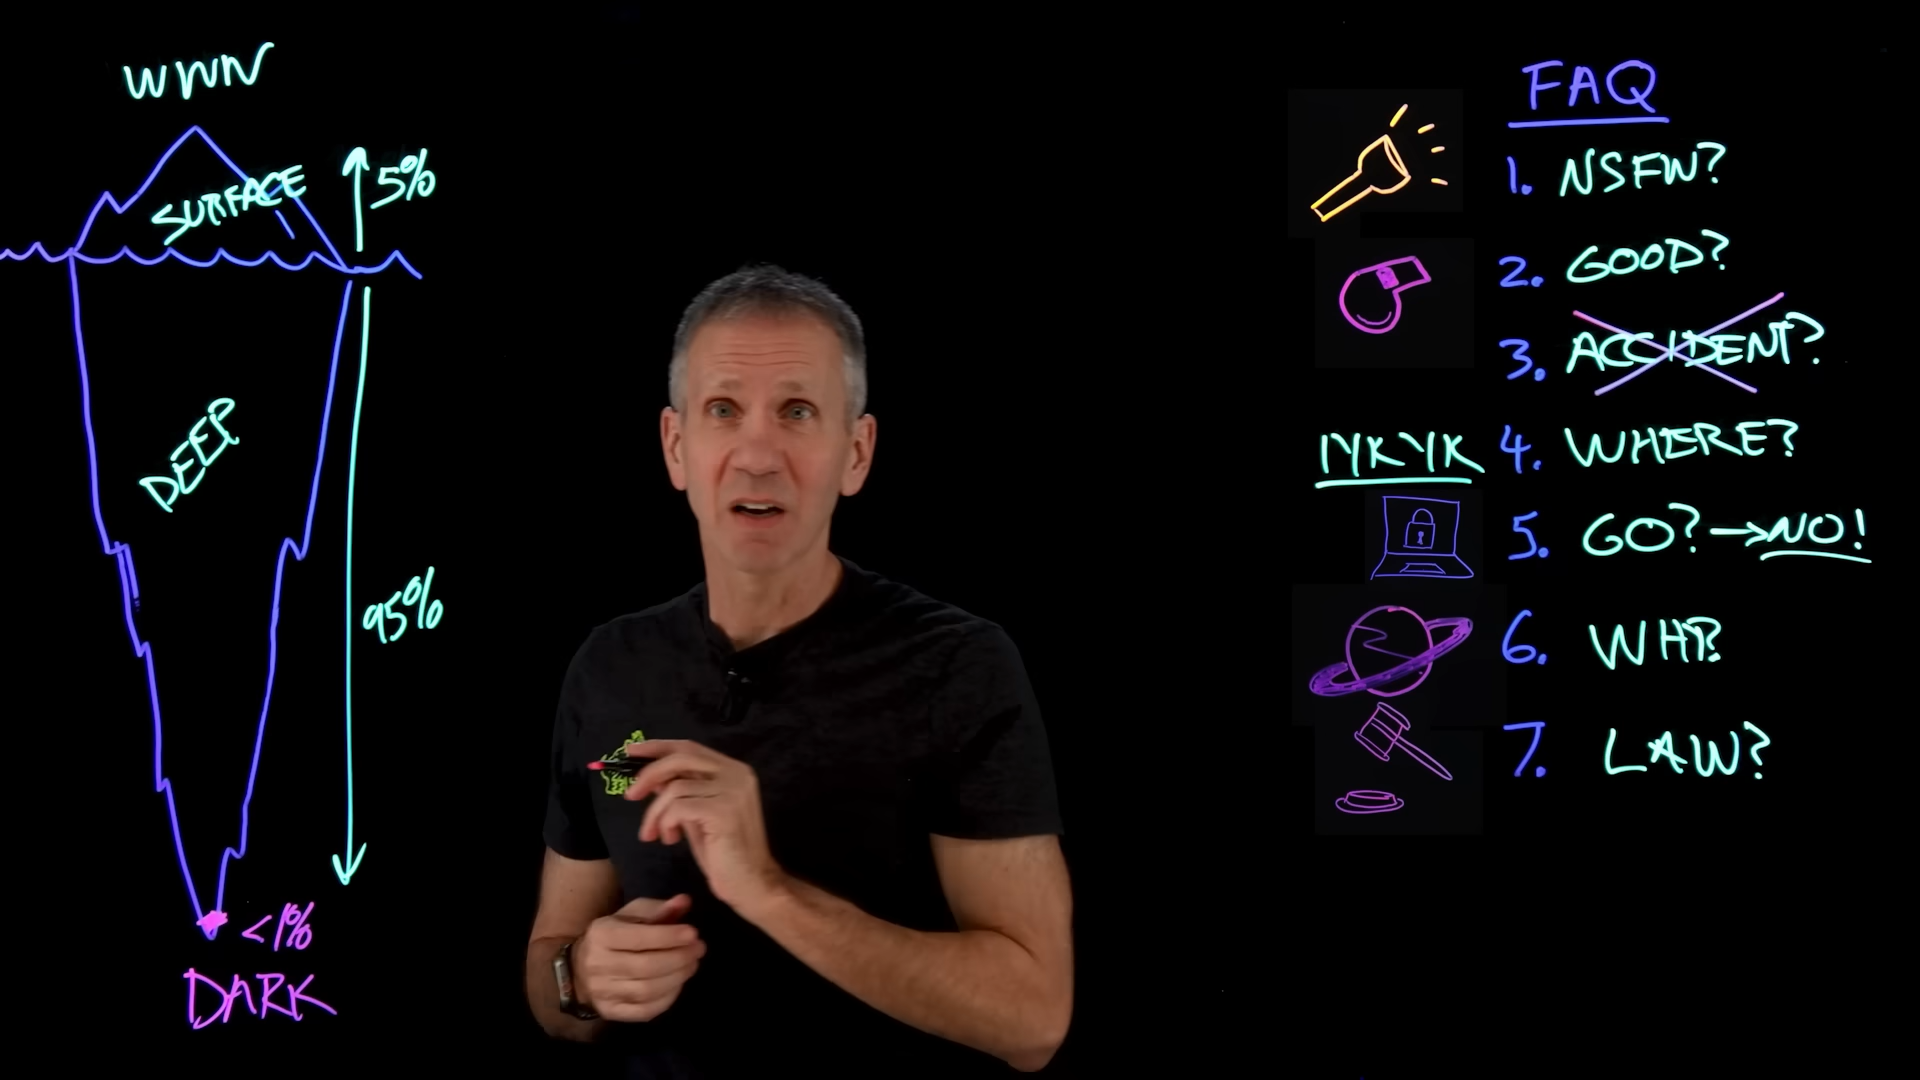 WWW
SURFACE
5%
DEEP
95%
<1%
DARK
FAQ
1. NSFW?
2. GOOD?
3. ACCIDENT?
IYKYK
4. WHERE?
5. GO? → NO!
6. WHY?
7. LAW?